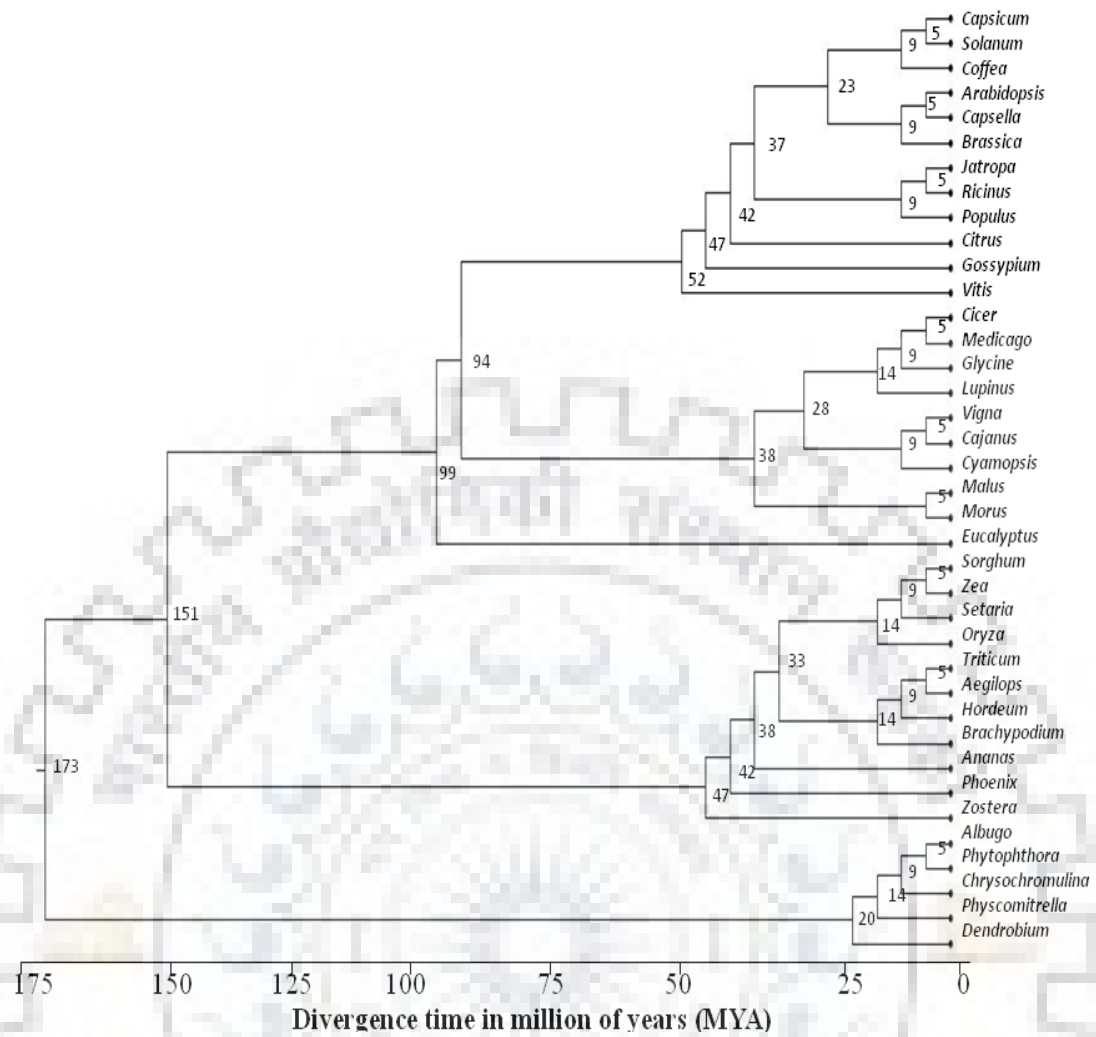 Capsicum
5
Solanum
9
Coffea
23
Arabidopsis
5
Capsella
9
Brassica
37
Jatropa
5
Ricinus
9
Populus
42
Citrus
47
Gossypium
52
Vitis
Cicer
5
Medicago
9
Glycine
14
Lupinus
94
28
Vigna
5
Cajanus
9
Cyamopsis
38
99
Malus
5
Morus
Eucalyptus
Sorghum
5
Zea
9
Setaria
14
Oryza
151
33
Triticum
5
Aegilops
9
Hordeum
14
Brachypodium
38
Ananas
42
Phoenix
173
47
Zostera
Albugo
5
Phytophthora
9
Chrysochromulina
14
Physcomitrella
20
Dendrobium
175 150 125 100 75 50 25 0
Divergence time in million of years (MYA)